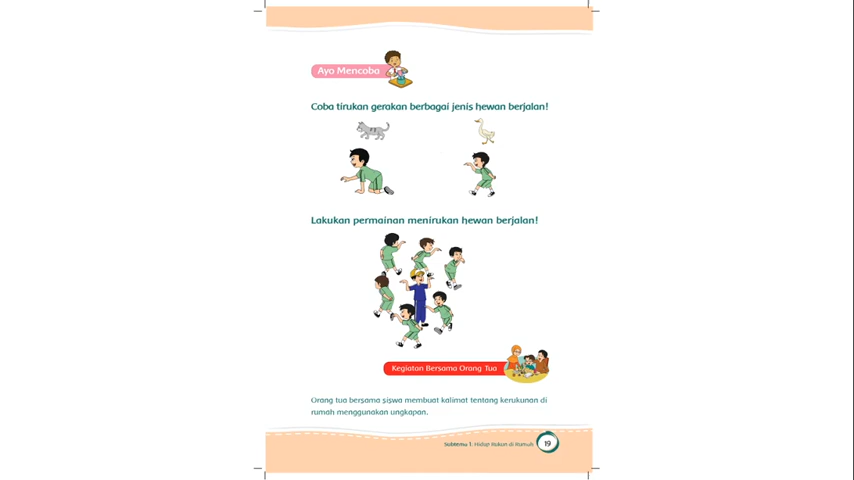 Ayo Mencoba
Coba tirukan gerakan berbagai jenis hewan berjalan!
Lakukan permainan menirukan hewan berjalan!
Kegiatan Bersama Orang Tua
Orang tua bersama siswa membuat kalimat tentang kerukunan di
rumah menggunakan ungkapan.
Subtema 1: Hidup Rukun di Rumah
19